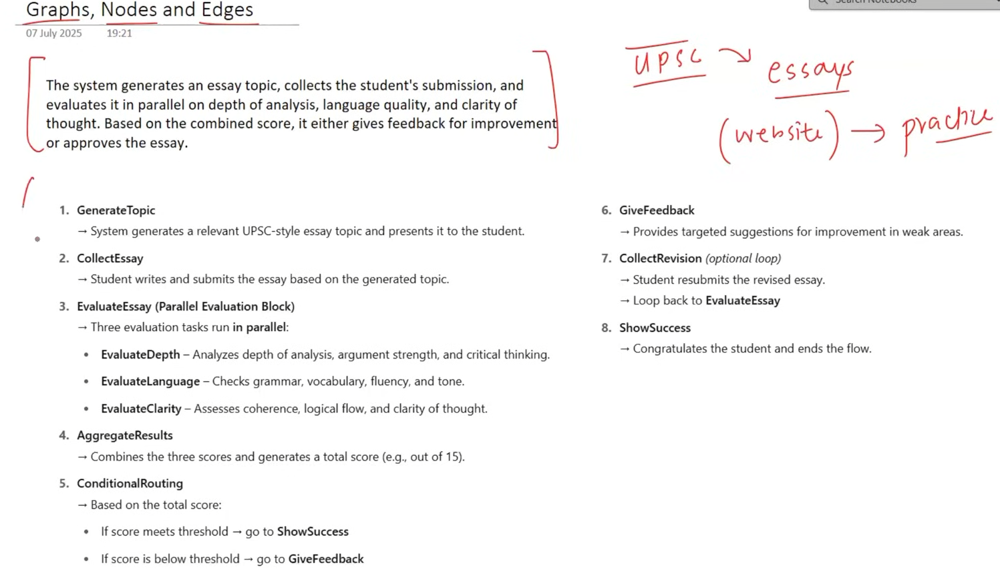 Search Notebooks
Graphs, Nodes and Edges
07 July 2025 19:21
The system generates an essay topic, collects the student's submission, and
evaluates it in parallel on depth of analysis, language quality, and clarity of
thought. Based on the combined score, it either gives feedback for improvement
or approves the essay.
UPSC → essays
(website) → practice
1. GenerateTopic
→ System generates a relevant UPSC-style essay topic and presents it to the student.
2. CollectEssay
→ Student writes and submits the essay based on the generated topic.
3. EvaluateEssay (Parallel Evaluation Block)
→ Three evaluation tasks run in parallel:
• EvaluateDepth – Analyzes depth of analysis, argument strength, and critical thinking.
• EvaluateLanguage – Checks grammar, vocabulary, fluency, and tone.
• EvaluateClarity – Assesses coherence, logical flow, and clarity of thought.
4. AggregateResults
→ Combines the three scores and generates a total score (e.g., out of 15).
5. ConditionalRouting
→ Based on the total score:
• If score meets threshold → go to ShowSuccess
• If score is below threshold → go to GiveFeedback
6. GiveFeedback
→ Provides targeted suggestions for improvement in weak areas.
7. CollectRevision (optional loop)
→ Student resubmits the revised essay.
→ Loop back to EvaluateEssay
8. ShowSuccess
→ Congratulates the student and ends the flow.